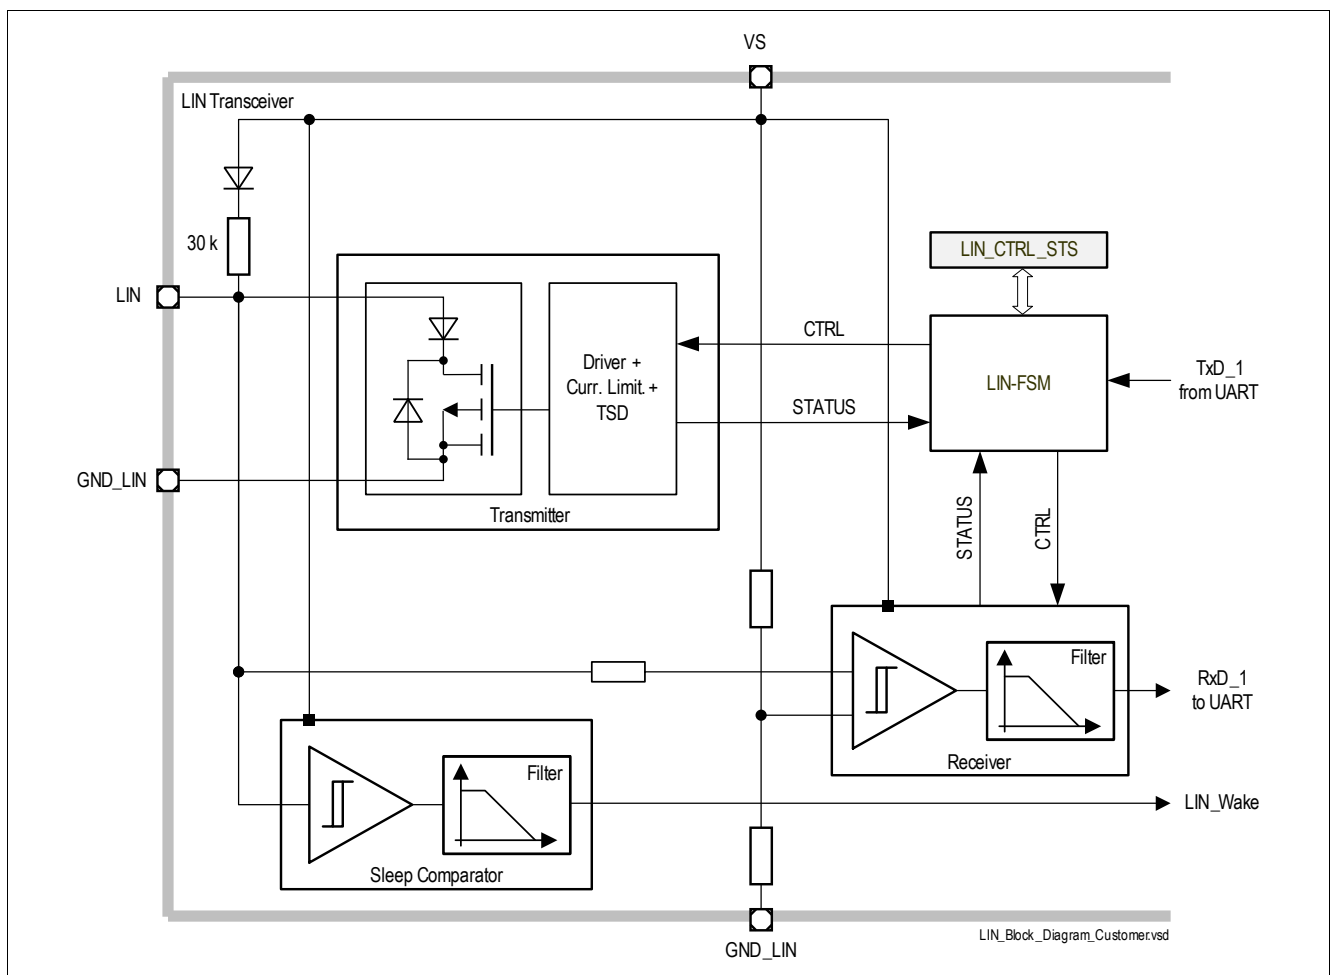 VS
LIN Transceiver
30 k
LIN
LIN_CTRL_STS
CTRL
Driver +
Curr. Limit. +
TSD
LIN-FSM
TxD_1
from UART
STATUS
GND_LIN
Transmitter
STATUS
CTRL
Filter
RxD_1
to UART
Receiver
Filter
LIN_Wake
Sleep Comparator
GND_LIN
LIN_Block_Diagram_Customer.vsd